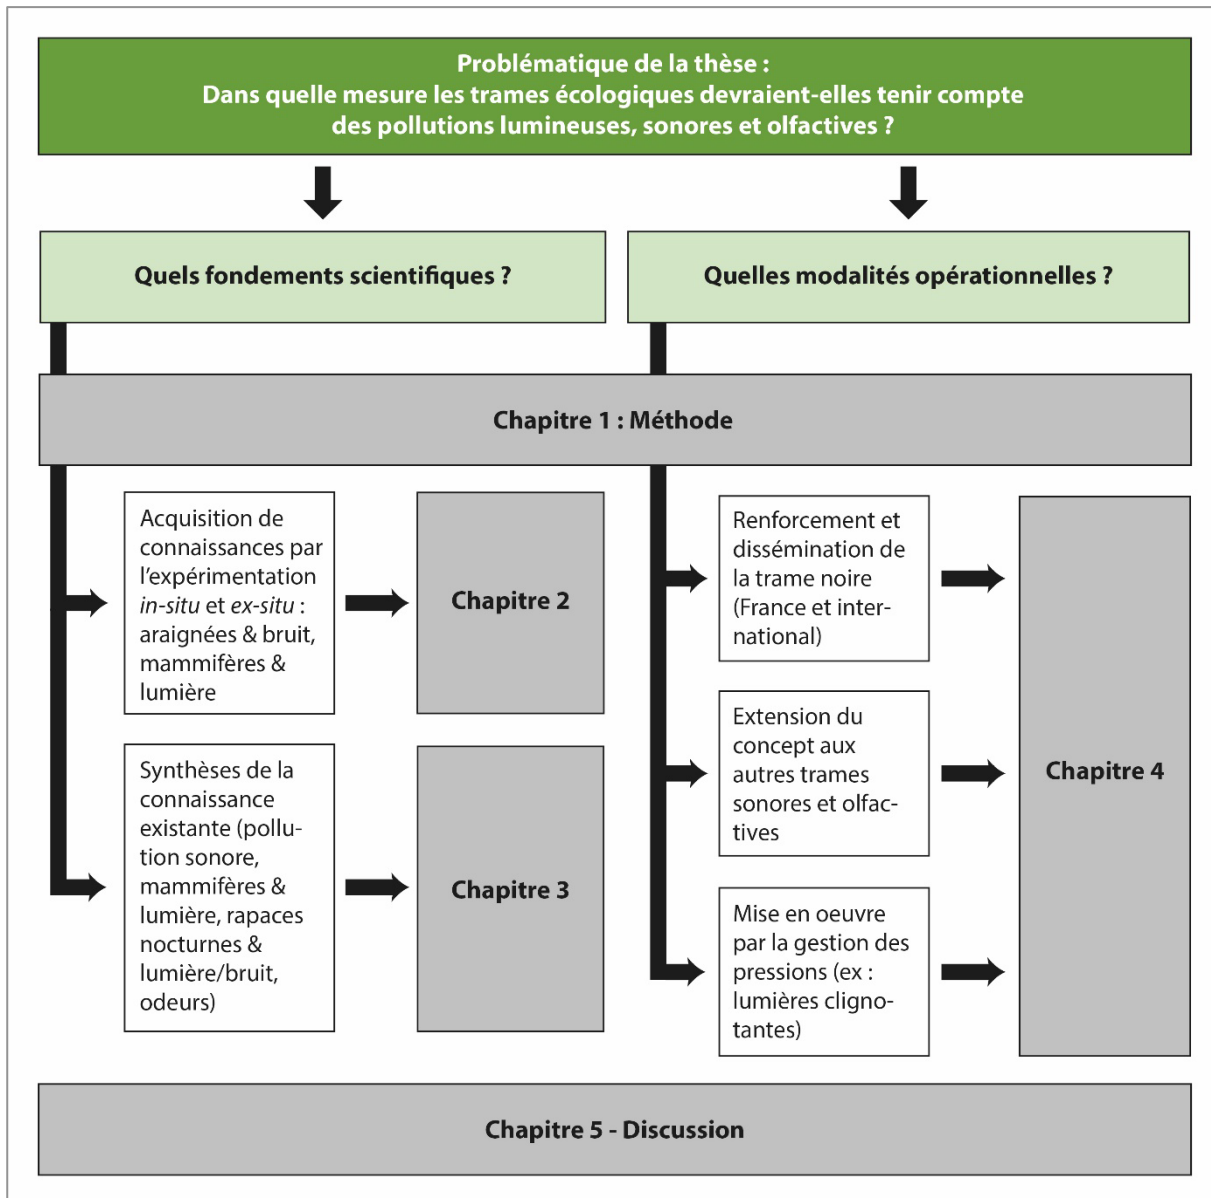 Problématique de la thèse :
Dans quelle mesure les trames écologiques devraient-elles tenir compte
des pollutions lumineuses, sonores et olfactives ?
Quels fondements scientifiques ?
Quelles modalités opérationnelles ?
Chapitre 1 : Méthode
Acquisition de
connaissances par
l'expérimentation
in-situ et ex-situ :
araignées & bruit,
mammifères &
lumière
Chapitre 2
Synthèses de la
connaissance
existante (pollu-
tion sonore,
mammifères &
lumière, rapaces
nocturnes &
lumière/bruit,
odeurs)
Chapitre 3
Renforcement et
dissémination de
la trame noire
(France et inter-
national)
Extension du
concept aux
autres trames
sonores et olfac-
tives
Mise en oeuvre
par la gestion des
pressions (ex :
lumières cligno-
tantes)
Chapitre 4
Chapitre 5 - Discussion